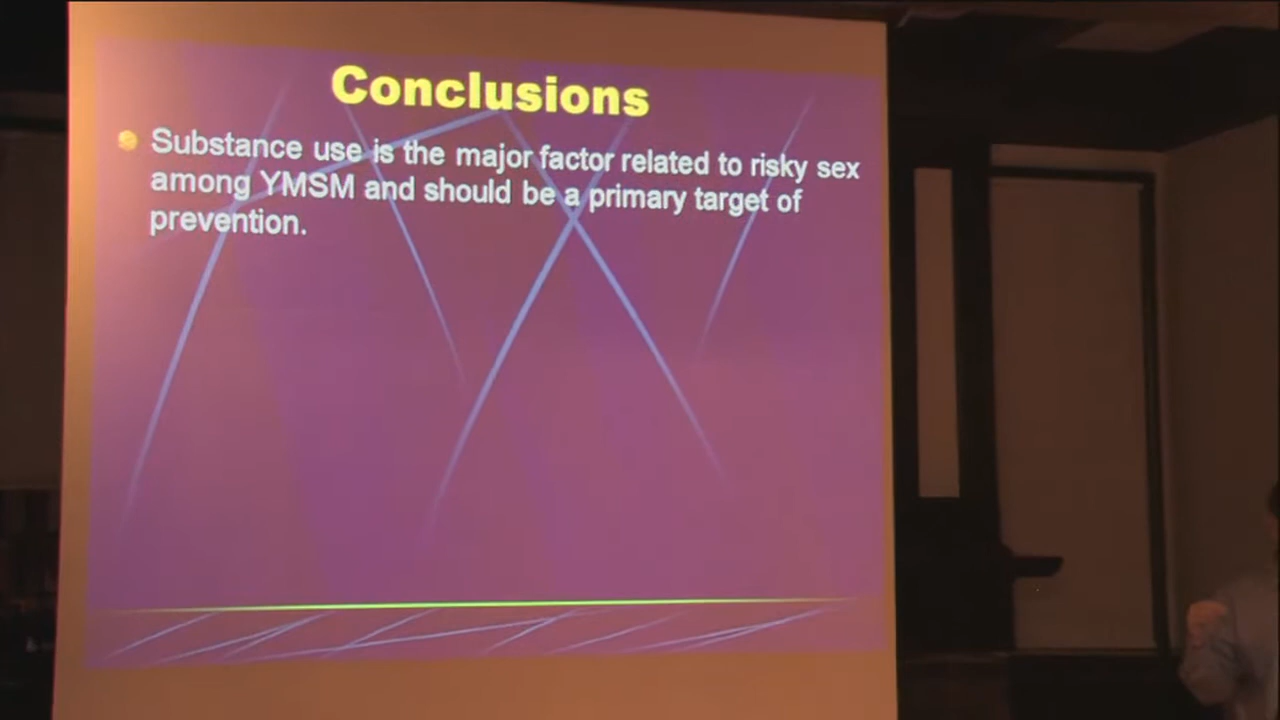 Conclusions
Substance use is the major factor related to risky sex
among YMSM and should be a primary target of
prevention.